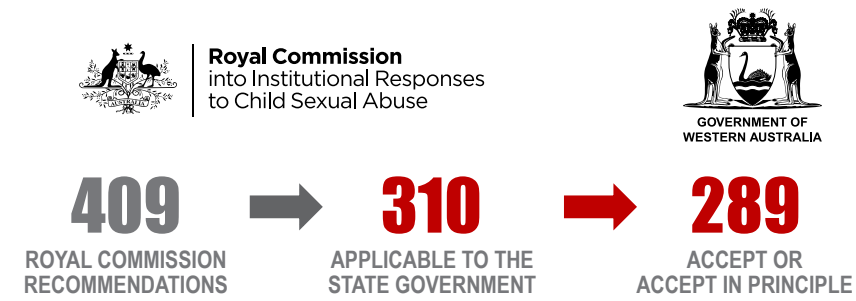 AUSTRALIA
Royal Commission
into Institutional Responses
to Child Sexual Abuse
GOVERNMENT OF
WESTERN AUSTRALIA
409
310
289
ROYAL COMMISSION
RECOMMENDATIONS
APPLICABLE TO THE
STATE GOVERNMENT
ACCEPT OR
ACCEPT IN PRINCIPLE